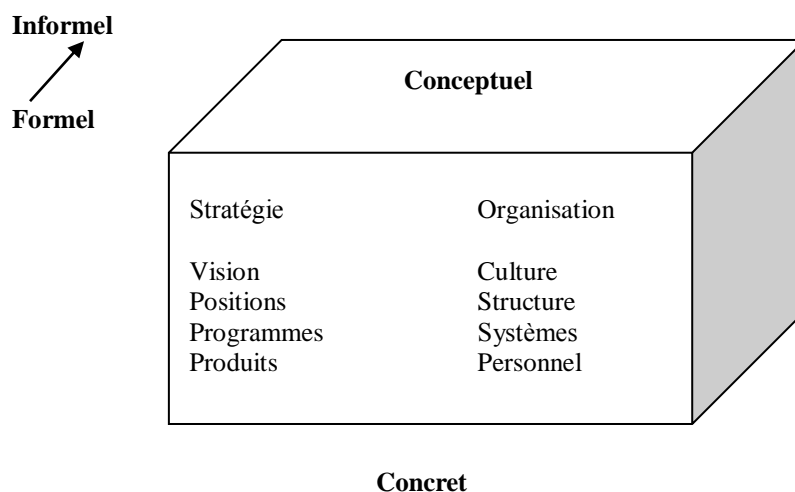 Informel
Formel
Conceptuel
Stratégie Organisation
Vision Culture
Positions Structure
Programmes Systèmes
Produits Personnel
Concret